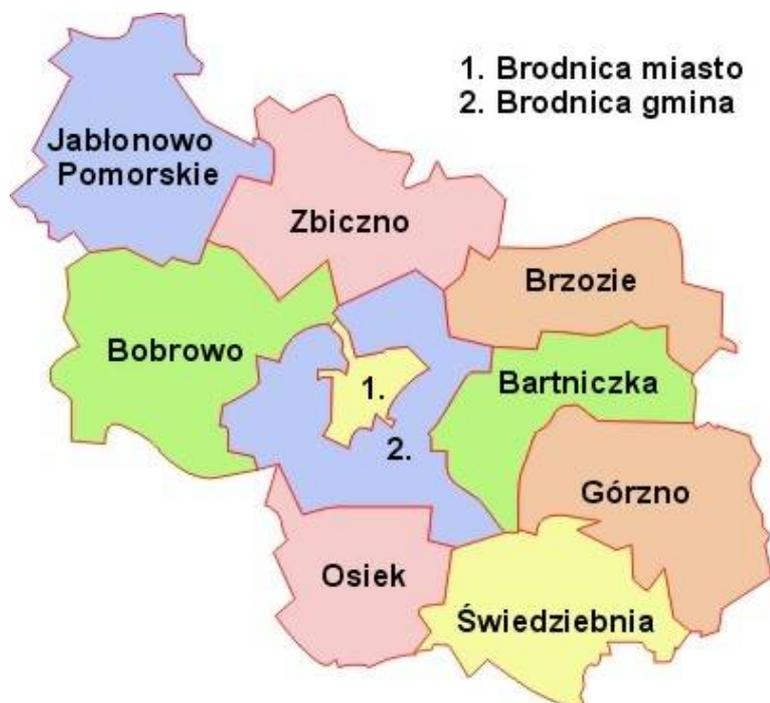 1. Brodnica miasto
2. Brodnica gmina
Jabłonowo
Pomorskie
Zbiczno
Brzozie
Bobrowo
Bartniczka
1.
2.
Górzno
Osiek
Świedziebnia